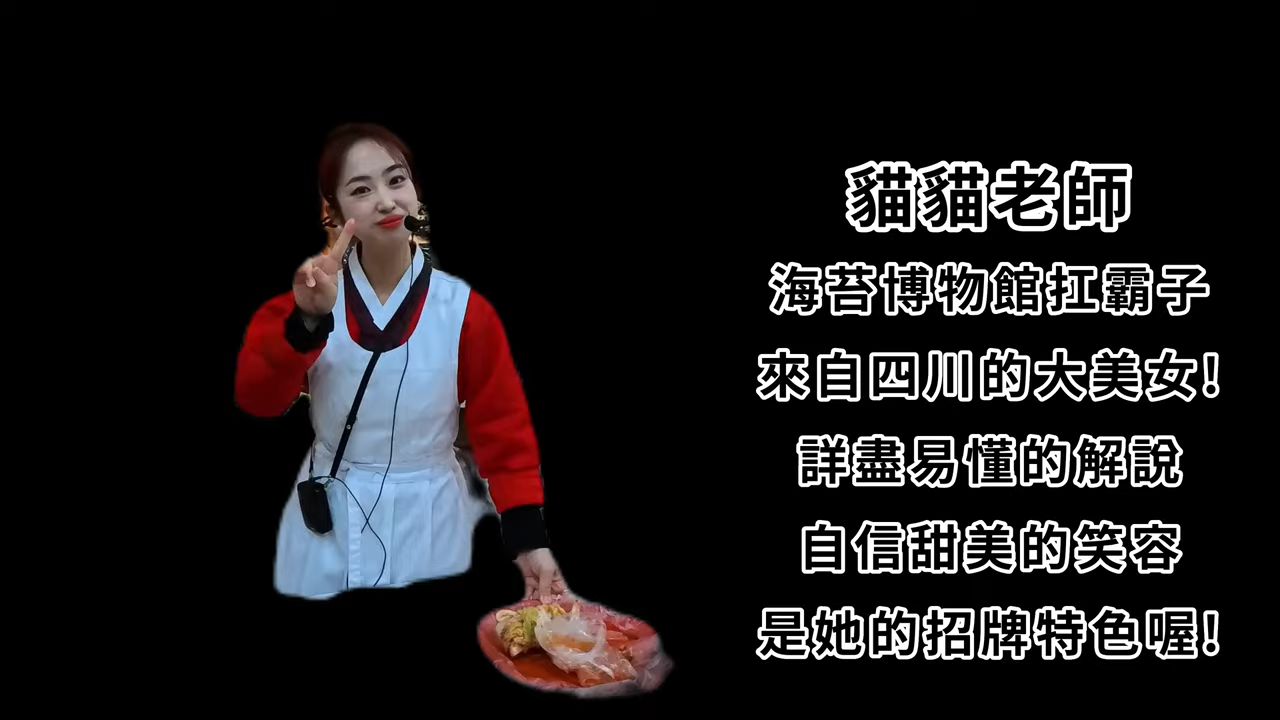 貓貓老師
海苔博物館扛霸子
來自四川的大美女!
詳盡易懂的解說
自信甜美的笑容
是她的招牌特色喔!